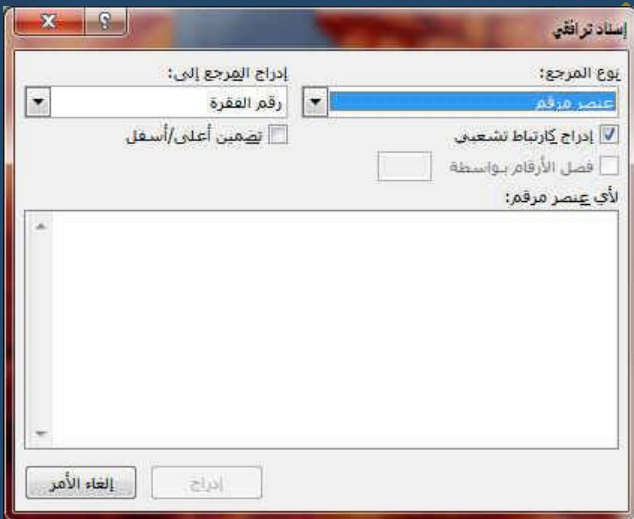 إسناد ترافقي
نوع المرجع:
إدراج المرجع إلى:
عنصر مرقم
رقم الفقرة
إدراج كارتباط تشعبي
تضمين أعلى/أسفل
فصل الأرقام بواسطة
لأي عنصر مرقم:
إدراج
إلغاء الأمر